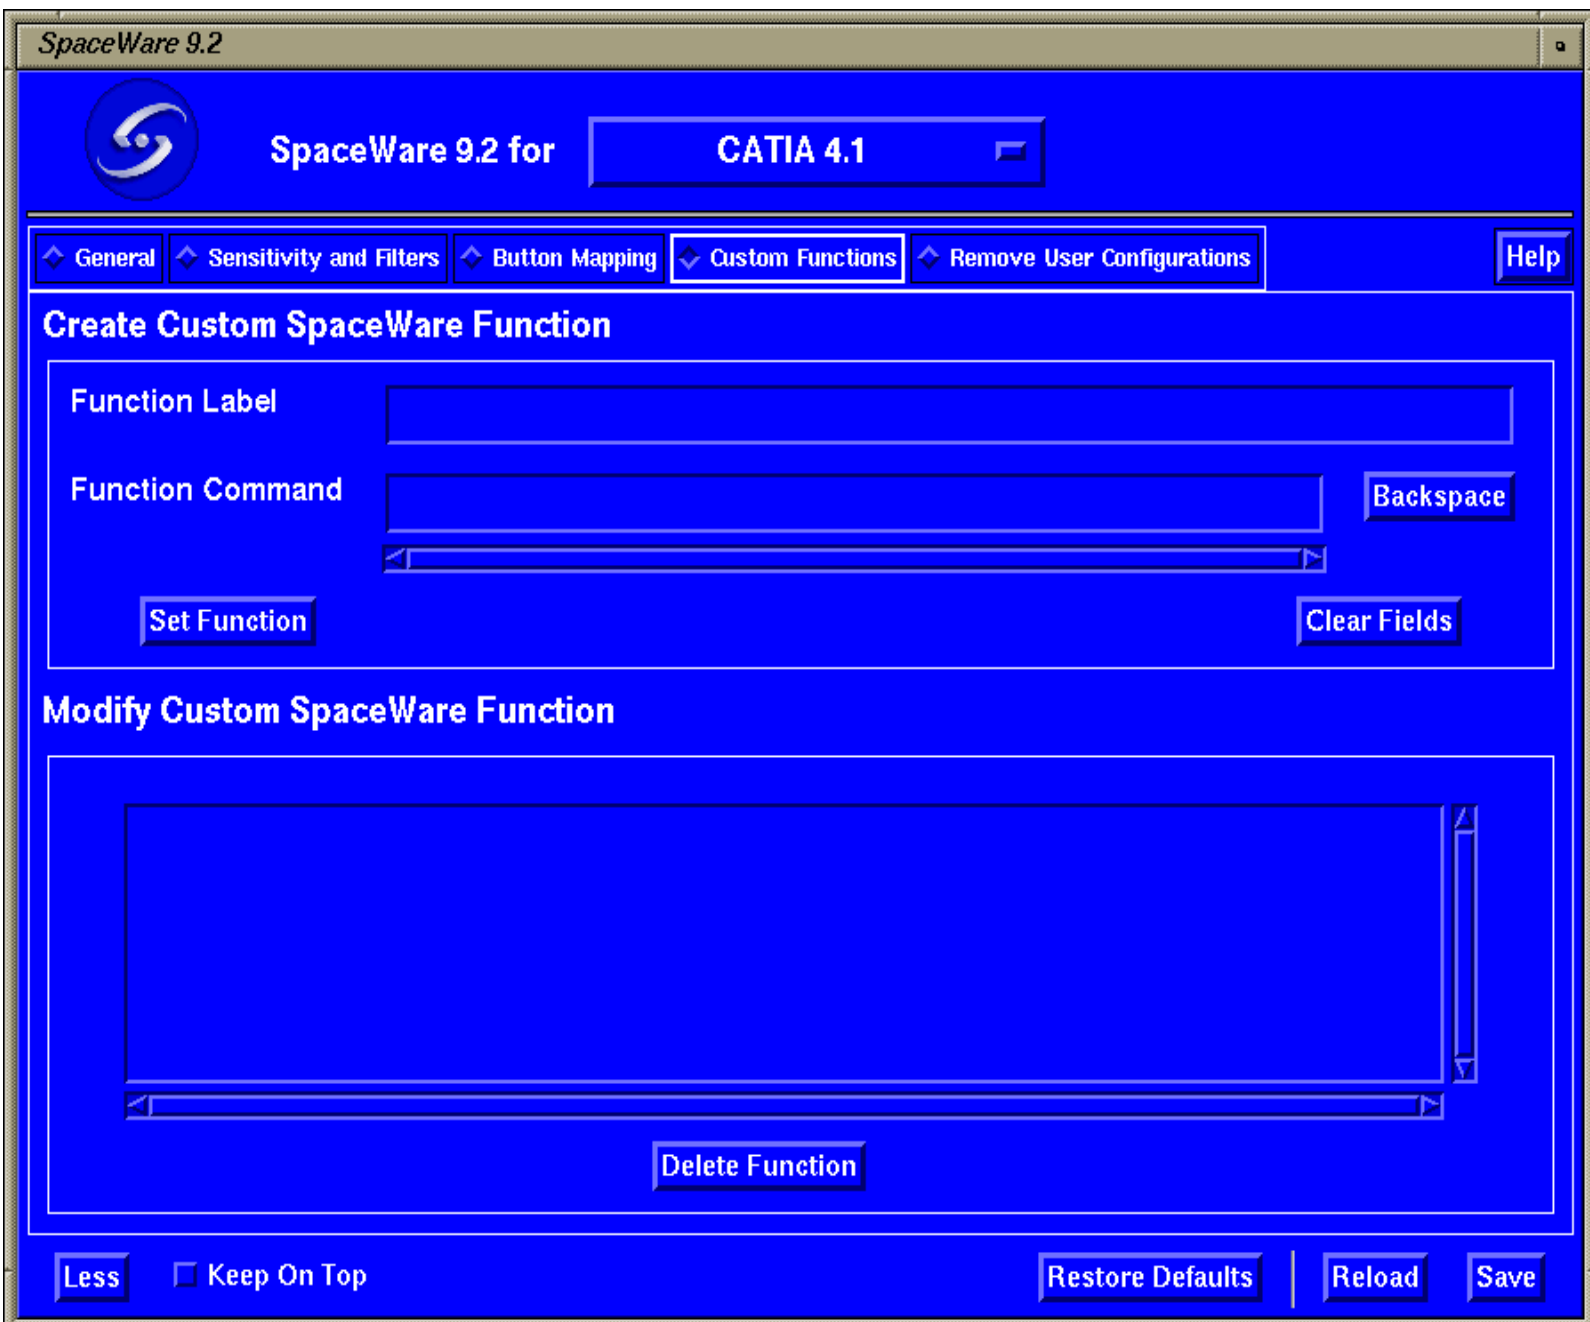 SpaceWare 9.2
SpaceWare 9.2 for CATIA 4.1
General Sensitivity and Filters Button Mapping Custom Functions Remove User Configurations Help
Create Custom SpaceWare Function
Function Label
Function Command Backspace
Set Function Clear Fields
Modify Custom SpaceWare Function
Delete Function
Less Keep On Top Restore Defaults Reload Save